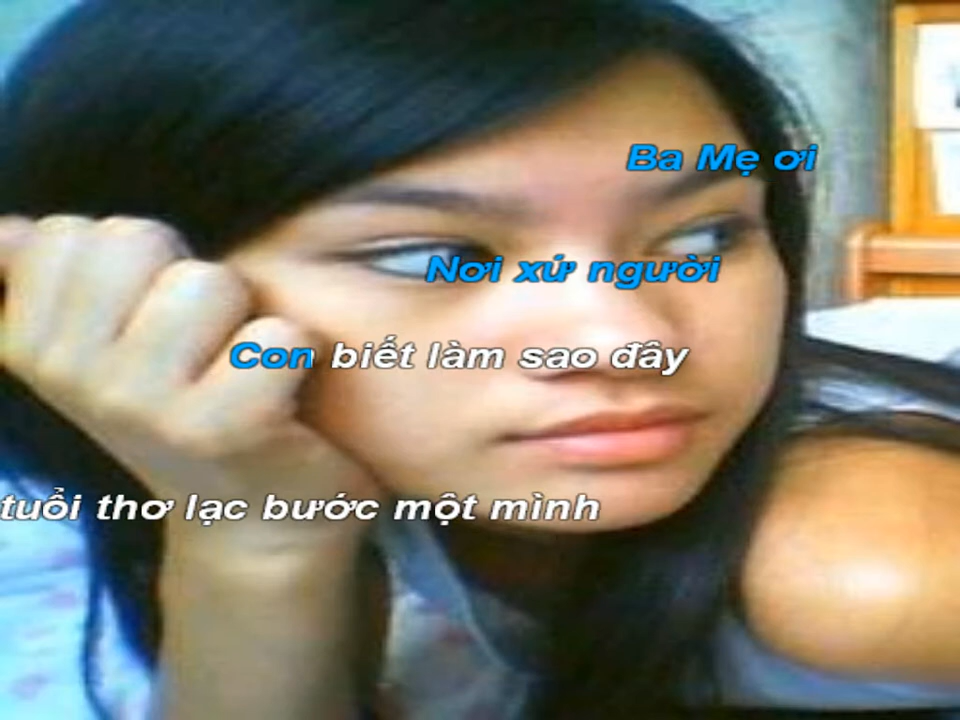 Ba Mẹ ơi
Nơi xứ người
Con biết làm sao đây
tuổi thơ lạc bước một mình